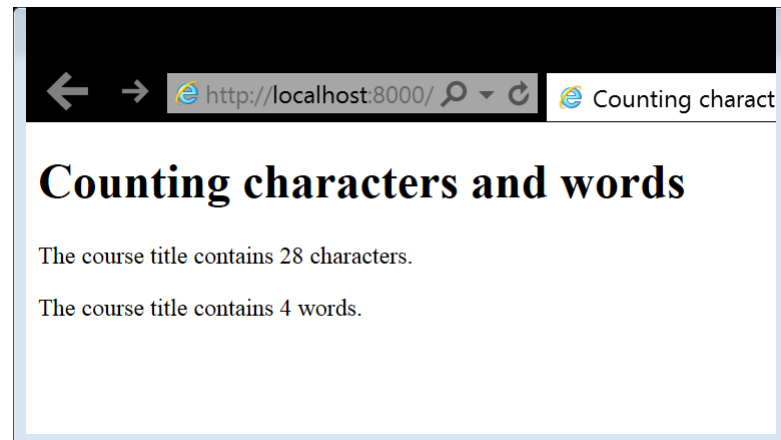 http://localhost:8000/
Counting charact
Counting characters and words
The course title contains 28 characters.
The course title contains 4 words.